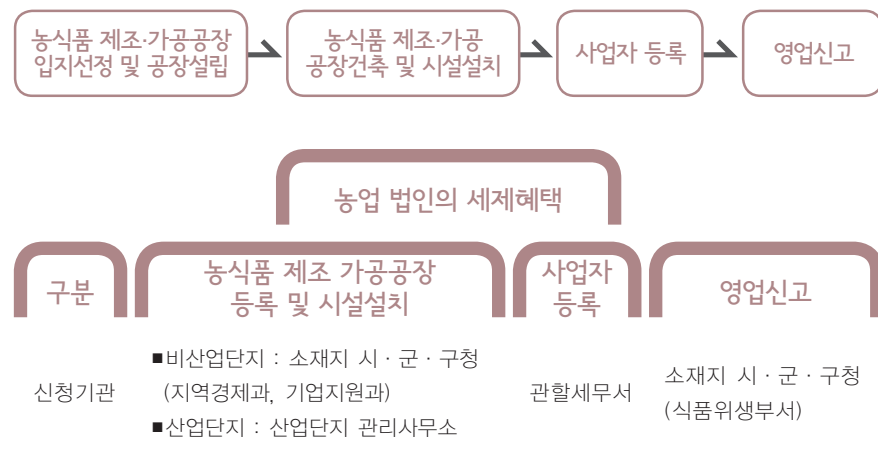 농식품 제조·가공공장
입지선정 및 공장설립
농식품 제조·가공
공장건축 및 시설설치
사업자 등록
영업신고
농업 법인의 세제혜택
구분
농식품 제조 가공공장
등록 및 시설설치
사업자
등록
영업신고
신청기관
■비산업단지 : 소재지 시 · 군 · 구청
(지역경제과, 기업지원과)
■산업단지 : 산업단지 관리사무소
관할세무서
소재지 시 · 군 · 구청
(식품위생부서)